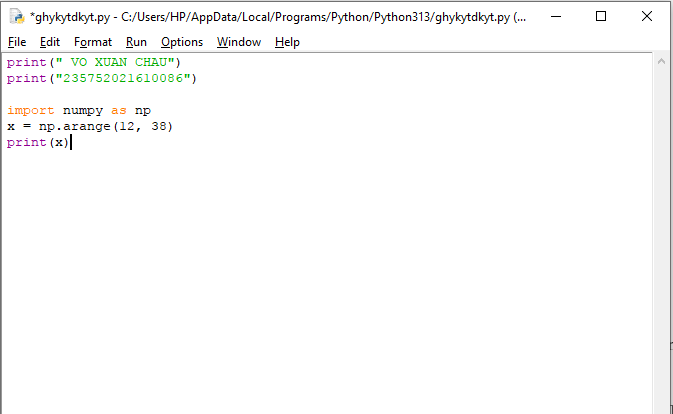 *ghykytdkyt.py - C:/Users/HP/AppData/Local/Programs/Python/Python313/ghykytdkyt.py (...
File Edit Format Run Options Window Help
print(" VO XUAN CHAU")
print("235752021610086")
import numpy as np
x = np.arange(12, 38)
print(x)